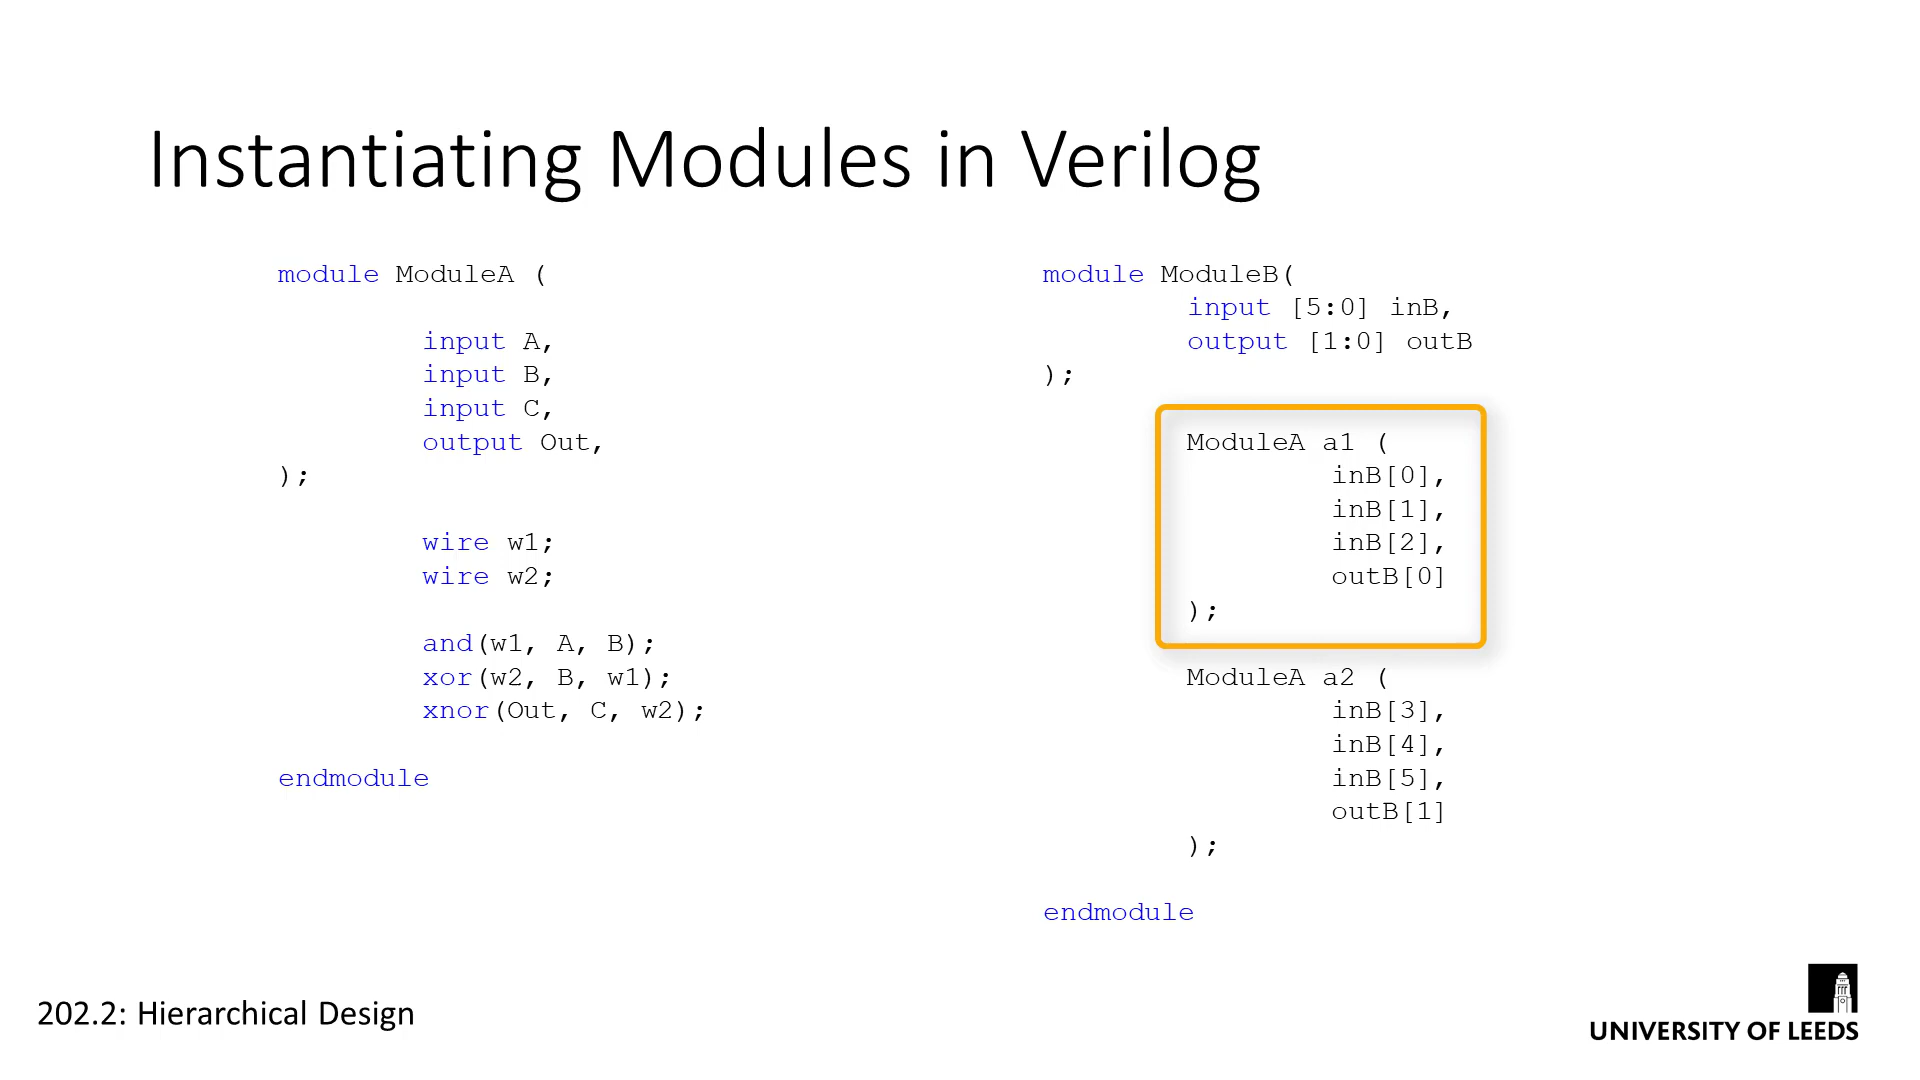 Instantiating Modules in Verilog
module ModuleA (
input A,
input B,
input C,
output Out,
);
wire w1;
wire w2;
and(w1, A, B);
xor(w2, B, w1);
xnor(Out, C, w2);
endmodule
module ModuleB(
input [5:0] inB,
output [1:0] outB
);
ModuleA a1 (
inB[0],
inB[1],
inB[2],
outB[0]
);
ModuleA a2 (
inB[3],
inB[4],
inB[5],
outB[1]
);
endmodule
202.2: Hierarchical Design
UNIVERSITY OF LEEDS